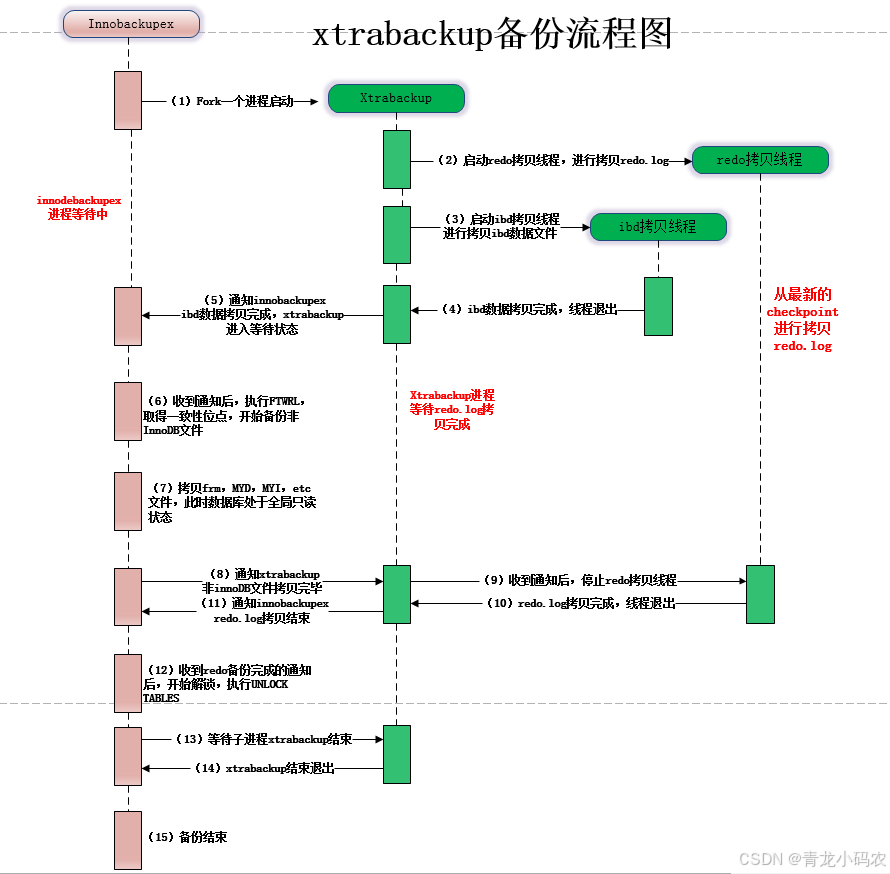 xtrabackup备份流程图
Innobackupex
(1) Fork一个进程启动
Xtrabackup
(2) 启动redo拷贝线程，进行拷贝redo.log
redo拷贝线程
innodebackupex
进程等待中
(3) 启动ibd拷贝线程
进行拷贝ibd数据文件
ibd拷贝线程
从最新的
checkpoint
进行拷贝
redo.log
(4) ibd数据拷贝完成，线程退出
(5) 通知innobackupex
ibd数据拷贝完成，xtrabackup
进入等待状态
(6) 收到通知后，执行FTWRL，
取得一致性位点，开始备份非
InnoDB文件
Xtrabackup进程
等待redo.log拷
贝完成
(7) 拷贝frm，MYD，MYI，etc
文件，此时数据库处于全局只读
状态
(8) 通知xtrabackup
非innoDB文件拷贝完毕
(9) 收到通知后，停止redo拷贝线程
(10) redo.log拷贝完成，线程退出
(11) 通知innobackupex
redo.log拷贝结束
(12) 收到redo备份完成的通知
后，开始解锁，执行UNLOCK
TABLES
(13) 等待子进程xtrabackup结束
(14) xtrabackup结束退出
(15) 备份结束
CSDN @青龙小码农